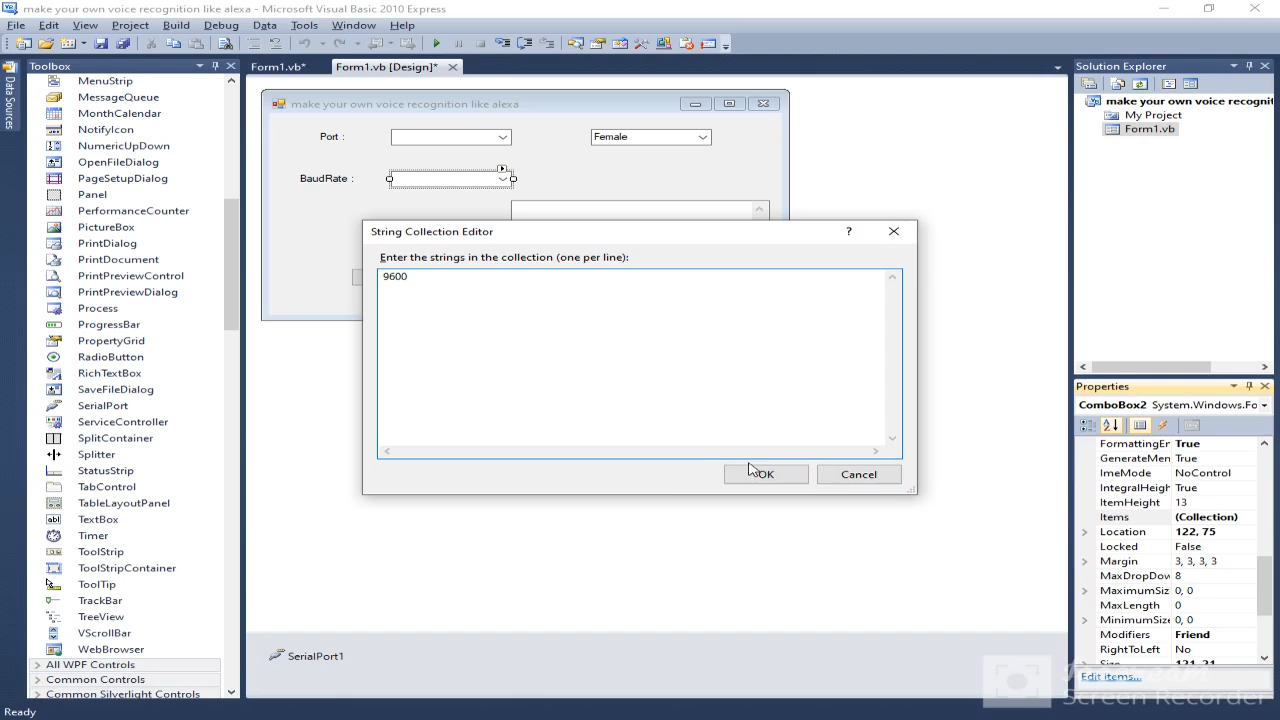 make your own voice recognition like alexa - Microsoft Visual Basic 2010 Express
File Edit View Project Build Debug Data Tools Window Help
Data Sources
Toolbox
MenuStrip
MessageQueue
MonthCalendar
NotifyIcon
NumericUpDown
OpenFileDialog
PageSetupDialog
Panel
PerformanceCounter
PictureBox
PrintDialog
PrintDocument
PrintPreviewControl
PrintPreviewDialog
Process
ProgressBar
PropertyGrid
RadioButton
RichTextBox
SaveFileDialog
SerialPort
ServiceController
SplitContainer
Splitter
StatusStrip
TabControl
TableLayoutPanel
TextBox
Timer
ToolStrip
ToolStripContainer
ToolTip
TrackBar
TreeView
VScrollBar
WebBrowser
All WPF Controls
Common Controls
Common Silverlight Controls
Form1.vb* Form1.vb [Design]*
make your own voice recognition like alexa
Port : Female
BaudRate :
String Collection Editor ?
Enter the strings in the collection (one per line):
9600
OK Cancel
SerialPort1
Solution Explorer
make your own voice recognit
My Project
Form1.vb
Properties
ComboBox2 System.Windows.Fo
FormattingEn True
GenerateMen True
ImeMode NoControl
IntegralHeigh True
ItemHeight 13
Items (Collection)
Location 122, 75
Locked False
Margin 3, 3, 3, 3
MaxDropDow 8
MaximumSiz 0, 0
MaxLength 0
MinimumSize 0, 0
Modifiers Friend
RightToLeft No
Size 121, 21
Edit Items...
Screen Recorder
Ready